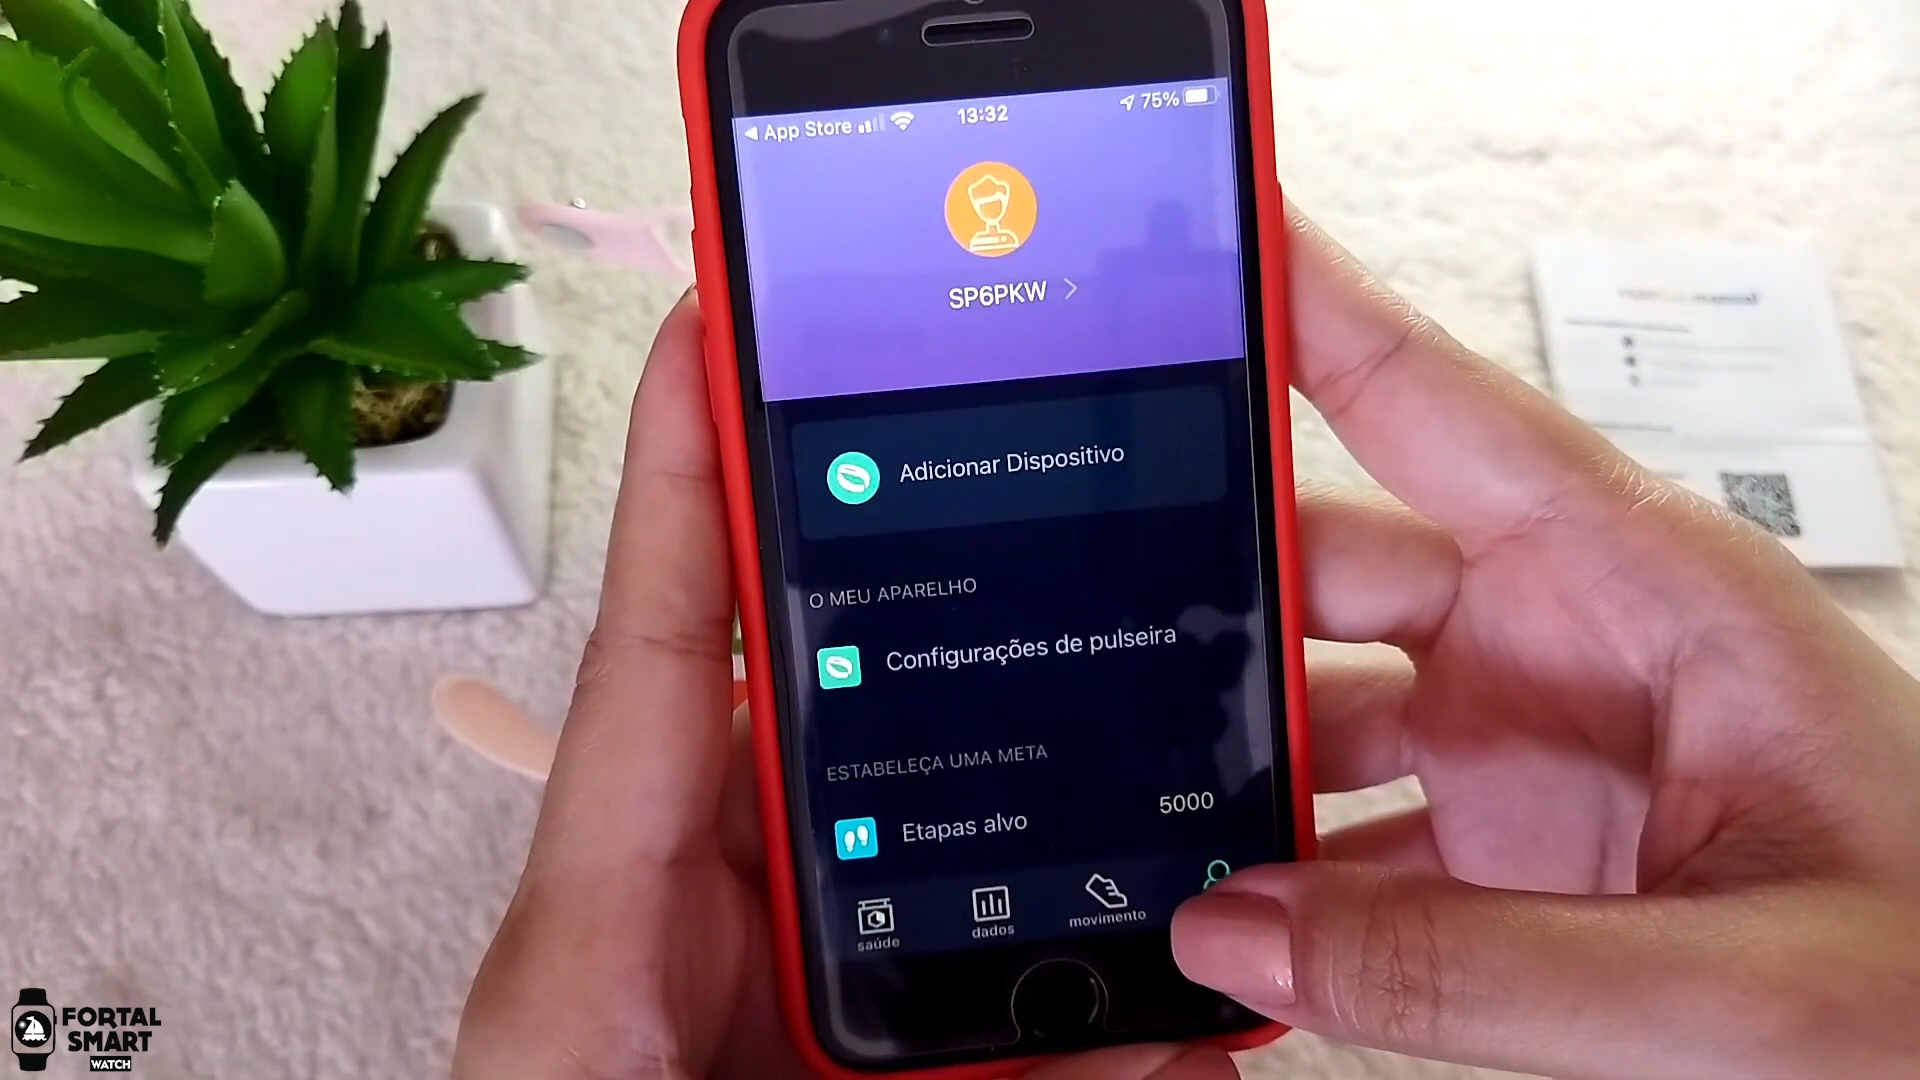 App Store
13:32
75%
SP6PKW
Adicionar Dispositivo
O MEU APARELHO
Configurações de pulseira
ESTABELEÇA UMA META
Etapas alvo
5000
saúde
dados
movimento
manual
FORTAL
SMART
WATCH